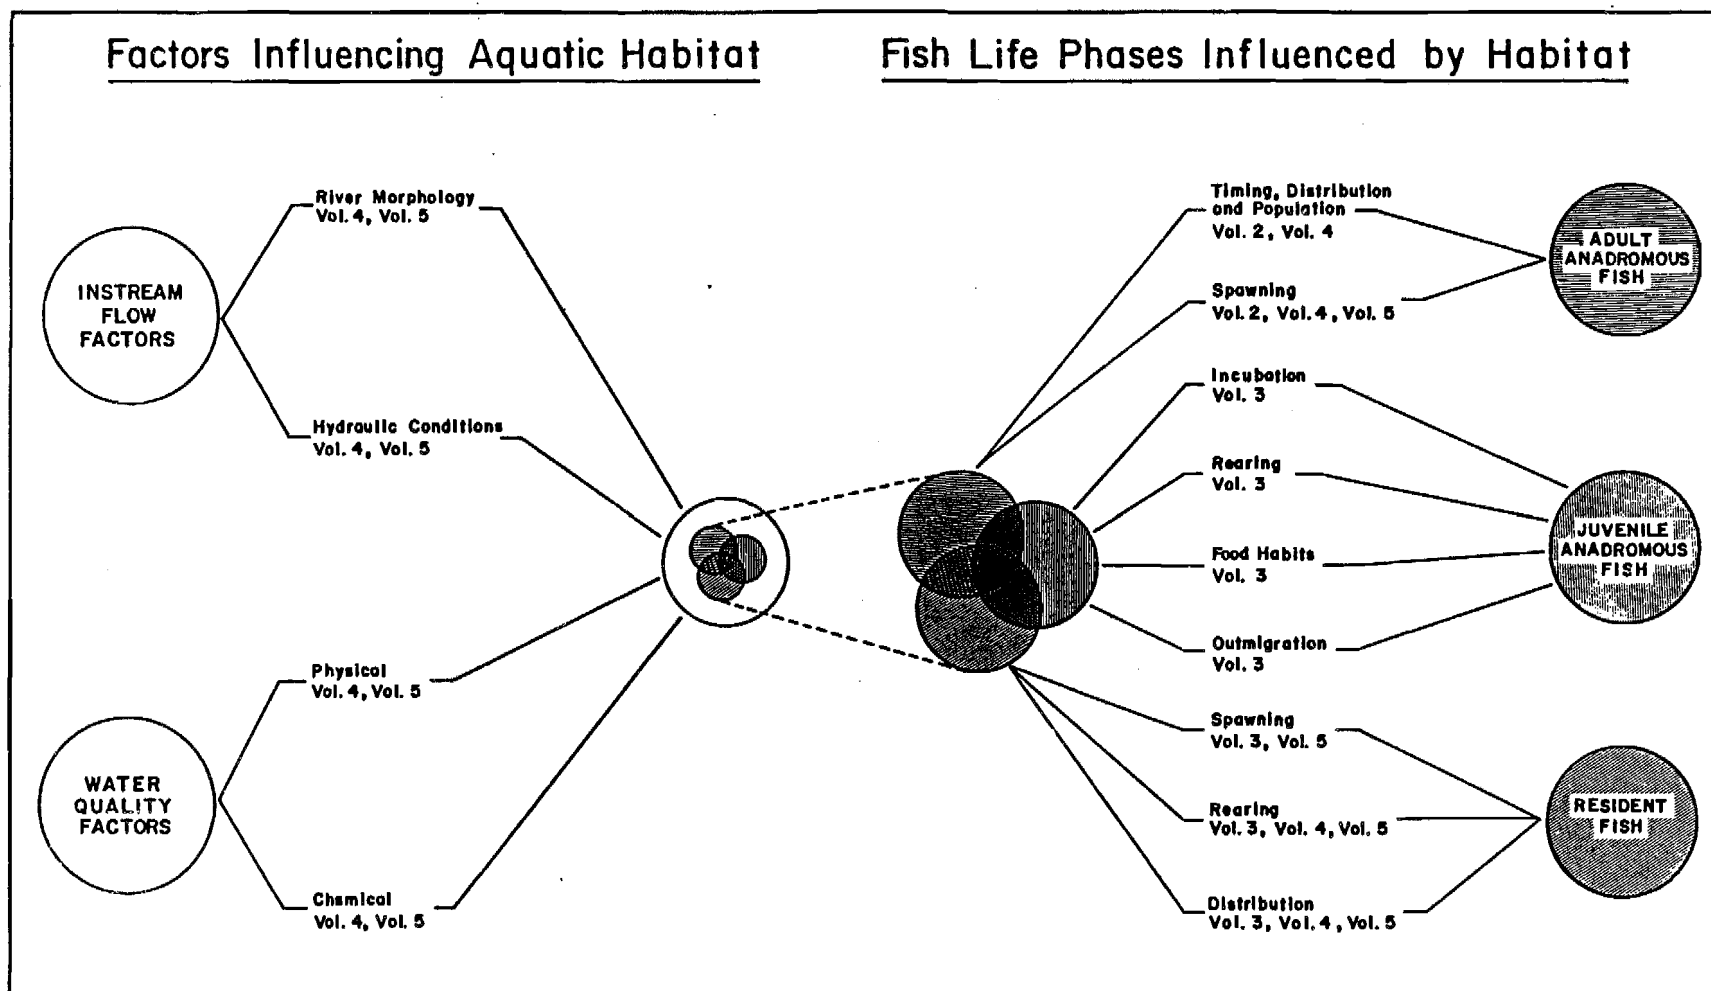 Factors Influencing Aquatic Habitat
Fish Life Phases Influenced by Habitat
INSTREAM
FLOW
FACTORS
River Morphology
Vol. 4, Vol. 5
Hydraulic Conditions
Vol. 4, Vol. 5
WATER
QUALITY
FACTORS
Physical
Vol. 4, Vol. 5
Chemical
Vol. 4, Vol. 5
Timing, Distribution
and Population
Vol. 2, Vol. 4
Spawning
Vol. 2, Vol. 4, Vol. 5
ADULT
ANADROMOUS
FISH
Incubation
Vol. 3
Rearing
Vol. 3
Food Habits
Vol. 3
Outmigration
Vol. 3
JUVENILE
ANADROMOUS
FISH
Spawning
Vol. 3, Vol. 5
Rearing
Vol. 3, Vol. 4, Vol. 5
Distribution
Vol. 3, Vol. 4, Vol. 5
RESIDENT
FISH